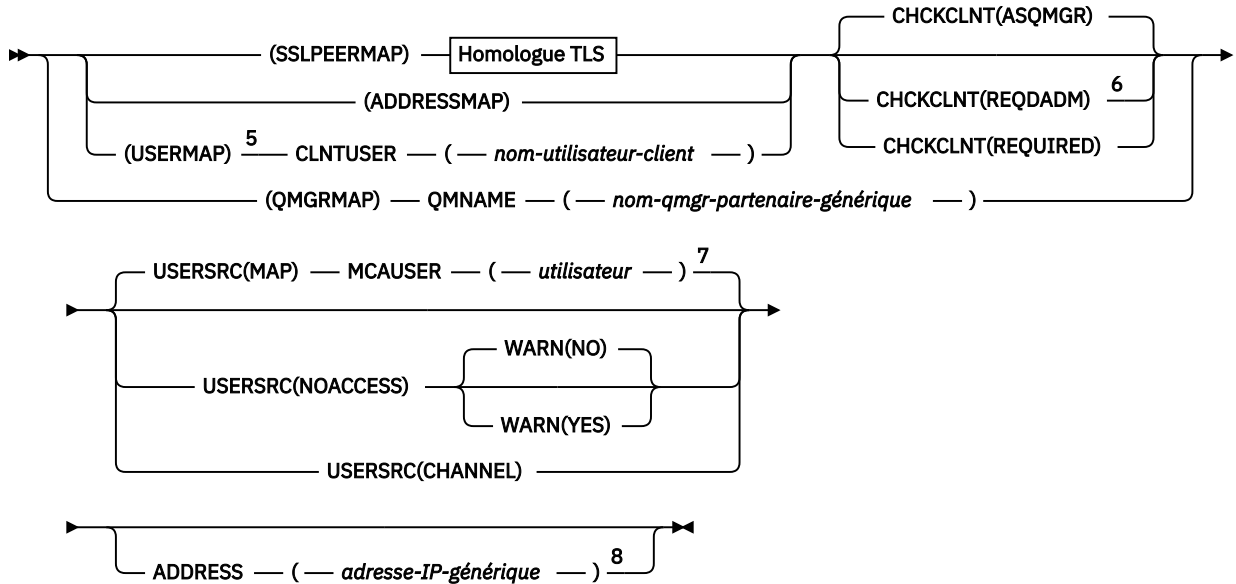 CHCKCLNT(ASQMGR)
(SSLPEERMAP) Homologue TLS
(ADDRESSMAP) CHCKCLNT(REQDADM) 6
(USERMAP) 5 CLNTUSER ( nom-utilisateur-client ) CHCKCLNT(REQUIRED)
(QMGRMAP) QMNAME ( nom-qmgr-partenaire-générique )
USERSRC(MAP) MCAUSER ( utilisateur ) 7
WARN(NO)
USERSRC(NOACCESS)
WARN(YES)
USERSRC(CHANNEL)
ADDRESS ( adresse-IP-générique ) 8